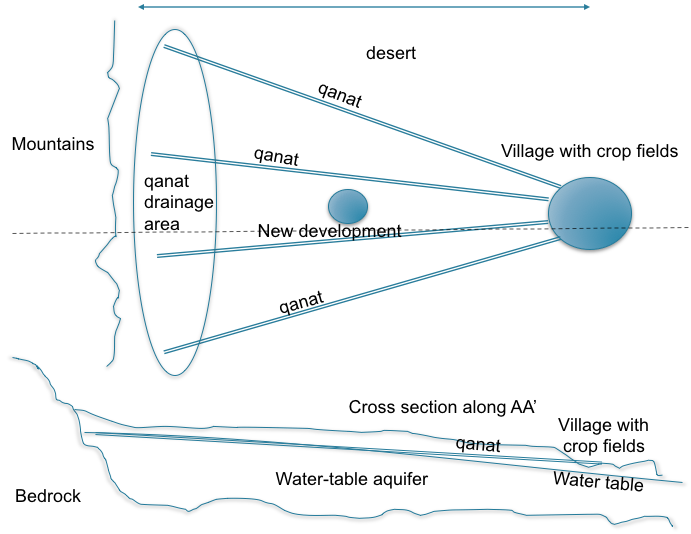 desert
qanat
Mountains
qanat
Village with crop fields
qanat
drainage
area
New development
qanat
Cross section along AA’
Village with
crop fields
qanat
Water-table aquifer
Water table
Bedrock